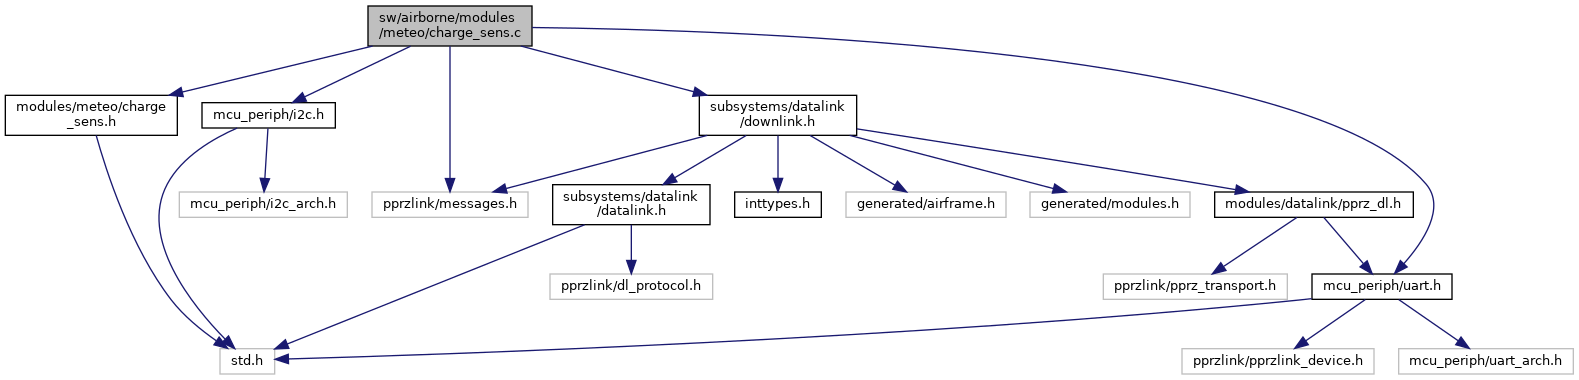 sw/airborne/modules
/meteo/charge_sens.c
modules/meteo/charge
_sens.h
mcu_periph/i2c.h
subsystems/datalink
/downlink.h
mcu_periph/i2c_arch.h
pprzlink/messages.h
subsystems/datalink
/datalink.h
inttypes.h
generated/airframe.h
generated/modules.h
modules/datalink/pprz_dl.h
pprzlink/dl_protocol.h
pprzlink/pprz_transport.h
mcu_periph/uart.h
std.h
pprzlink/pprzlink_device.h
mcu_periph/uart_arch.h